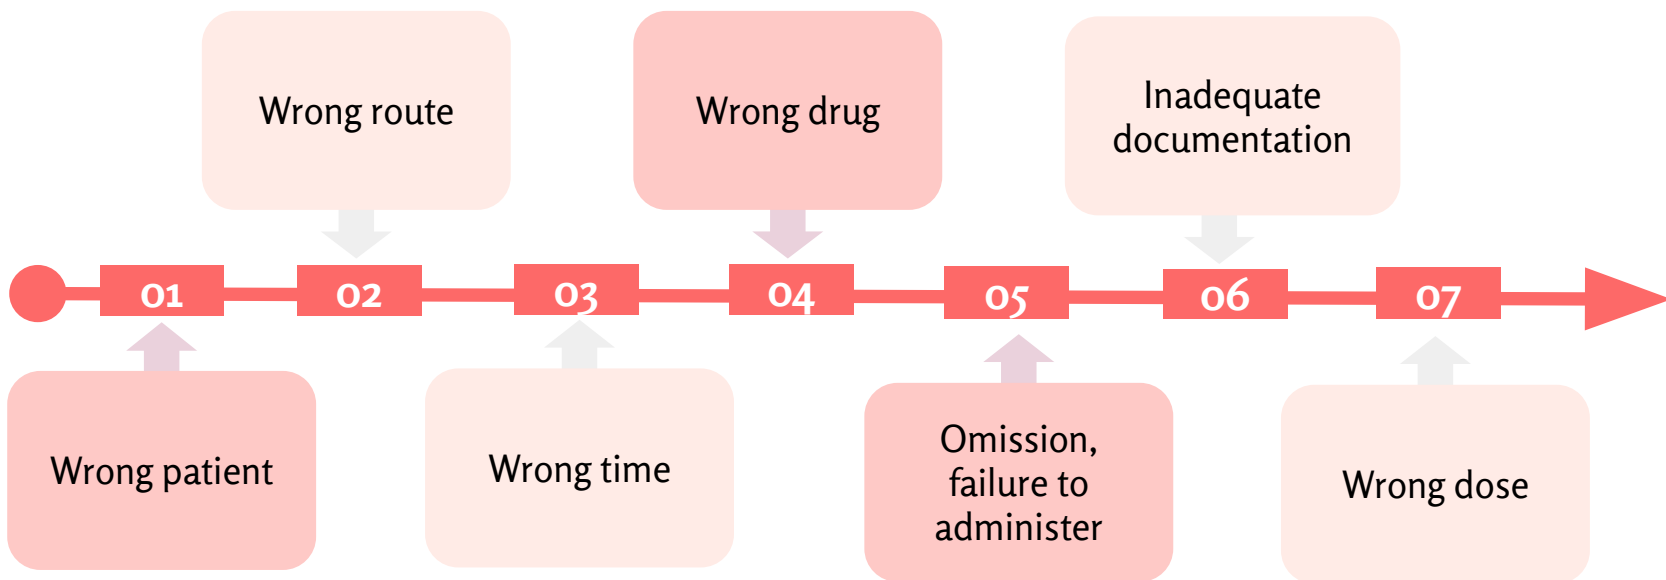 Wrong route
Wrong drug
Inadequate
documentation
01
02
03
04
05
06
07
Wrong patient
Wrong time
Omission,
failure to
administer
Wrong dose